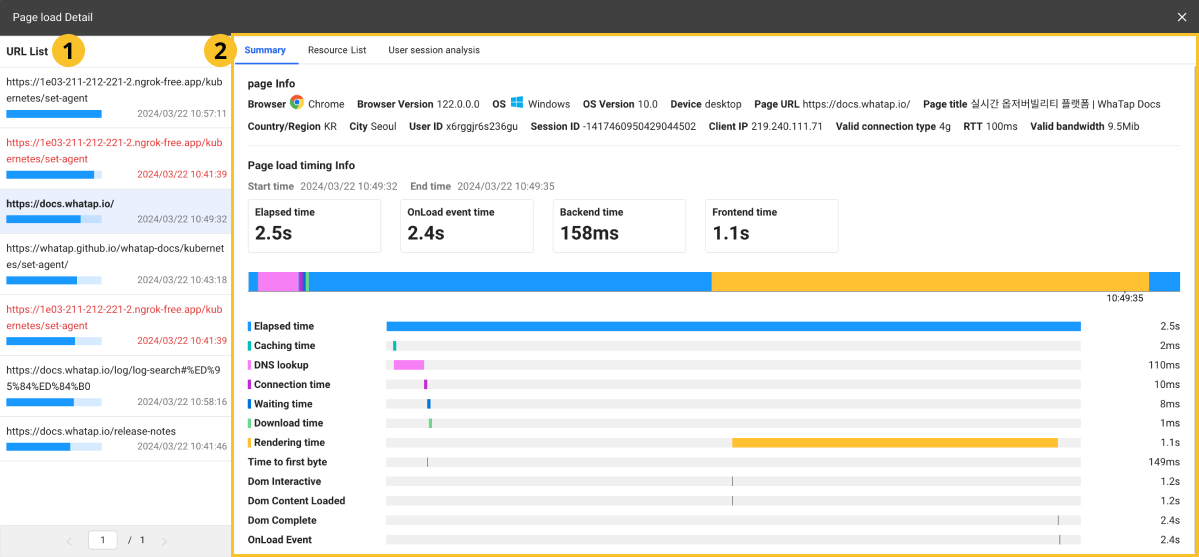 Page load Detail
URL List
1
https://1e03-211-212-221-2.ngrok-free.app/kub
ernetes/set-agent
2024/03/22 10:57:11
https://1e03-211-212-221-2.ngrok-free.app/kub
ernetes/set-agent
2024/03/22 10:41:39
https://docs.whatap.io/
2024/03/22 10:49:32
https://whatap.github.io/whatap-docs/kubernet
es/set-agent/
2024/03/22 10:43:18
https://1e03-211-212-221-2.ngrok-free.app/kub
ernetes/set-agent
2024/03/22 10:41:39
https://docs.whatap.io/log/log-search#%ED%9
5%84%ED%84%B0
2024/03/22 10:58:16
https://docs.whatap.io/release-notes
2024/03/22 10:41:46
< 1 / 1 >
2
Summary Resource List User session analysis
page Info
Browser Chrome Browser Version 122.0.0.0 OS Windows OS Version 10.0 Device desktop Page URL https://docs.whatap.io/ Page title 실시간 옵저버빌리티 플랫폼 | WhaTap Docs
Country/Region KR City Seoul User ID x6rggjr6s236gu Session ID -1417460950429044502 Client IP 219.240.111.71 Valid connection type 4g RTT 100ms Valid bandwidth 9.5Mib
Page load timing Info
Start time 2024/03/22 10:49:32 End time 2024/03/22 10:49:35
Elapsed time OnLoad event time Backend time Frontend time
2.5s 2.4s 158ms 1.1s
10:49:35
Elapsed time 2.5s
Caching time 2ms
DNS lookup 110ms
Connection time 10ms
Waiting time 8ms
Download time 1ms
Rendering time 1.1s
Time to first byte 149ms
Dom Interactive 1.2s
Dom Content Loaded 1.2s
Dom Complete 2.4s
OnLoad Event 2.4s